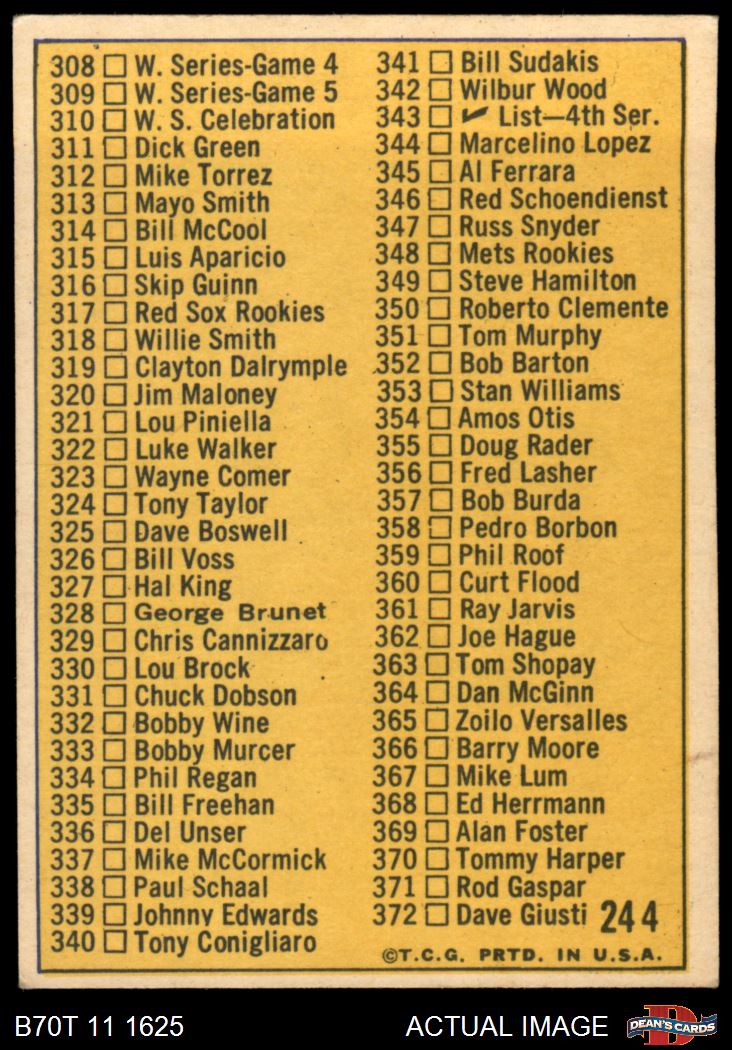 308 W. Series-Game 4
309 W. Series-Game 5
310 W. S. Celebration
311 Dick Green
312 Mike Torrez
313 Mayo Smith
314 Bill McCool
315 Luis Aparicio
316 Skip Guinn
317 Red Sox Rookies
318 Willie Smith
319 Clayton Dalrymple
320 Jim Maloney
321 Lou Piniella
322 Luke Walker
323 Wayne Comer
324 Tony Taylor
325 Dave Boswell
326 Bill Voss
327 Hal King
328 George Brunet
329 Chris Cannizzaro
330 Lou Brock
331 Chuck Dobson
332 Bobby Wine
333 Bobby Murcer
334 Phil Regan
335 Bill Freehan
336 Del Unser
337 Mike McCormick
338 Paul Schaal
339 Johnny Edwards
340 Tony Conigliaro
341 Bill Sudakis
342 Wilbur Wood
343 ✓ List—4th Ser.
344 Marcelino Lopez
345 Al Ferrara
346 Red Schoendienst
347 Russ Snyder
348 Mets Rookies
349 Steve Hamilton
350 Roberto Clemente
351 Tom Murphy
352 Bob Barton
353 Stan Williams
354 Amos Otis
355 Doug Rader
356 Fred Lasher
357 Bob Burda
358 Pedro Borbon
359 Phil Roof
360 Curt Flood
361 Ray Jarvis
362 Joe Hague
363 Tom Shopay
364 Dan McGinn
365 Zoilo Versalles
366 Barry Moore
367 Mike Lum
368 Ed Herrmann
369 Alan Foster
370 Tommy Harper
371 Rod Gaspar
372 Dave Giusti 244
©T.C.G. PRTD. IN U.S.A.
B70T 11 1625 ACTUAL IMAGE DEAN'S CARDS